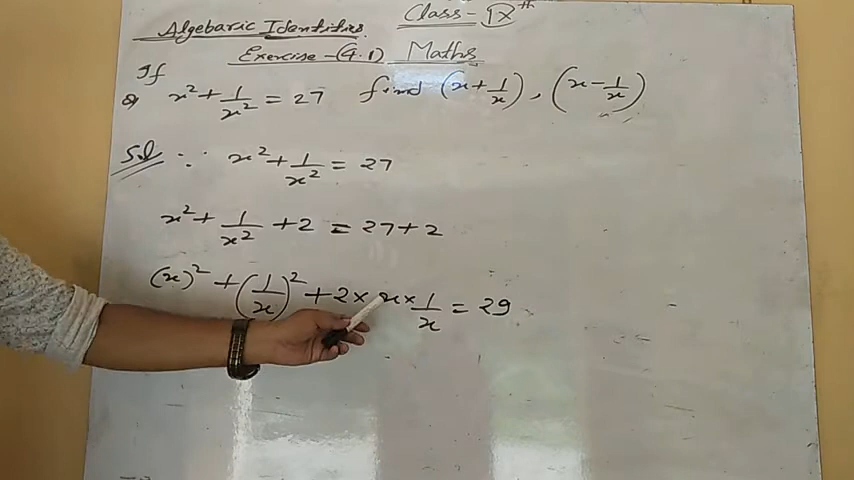 Class-IXth
Algebaric Identities
Exercise-(4.1) Maths
If
Q x² + 1/x² = 27 find (x + 1/x), (x - 1/x)
Sol ∵ x² + 1/x² = 27
x² + 1/x² + 2 = 27 + 2
(x)² + (1/x)² + 2 × x × 1/x = 29